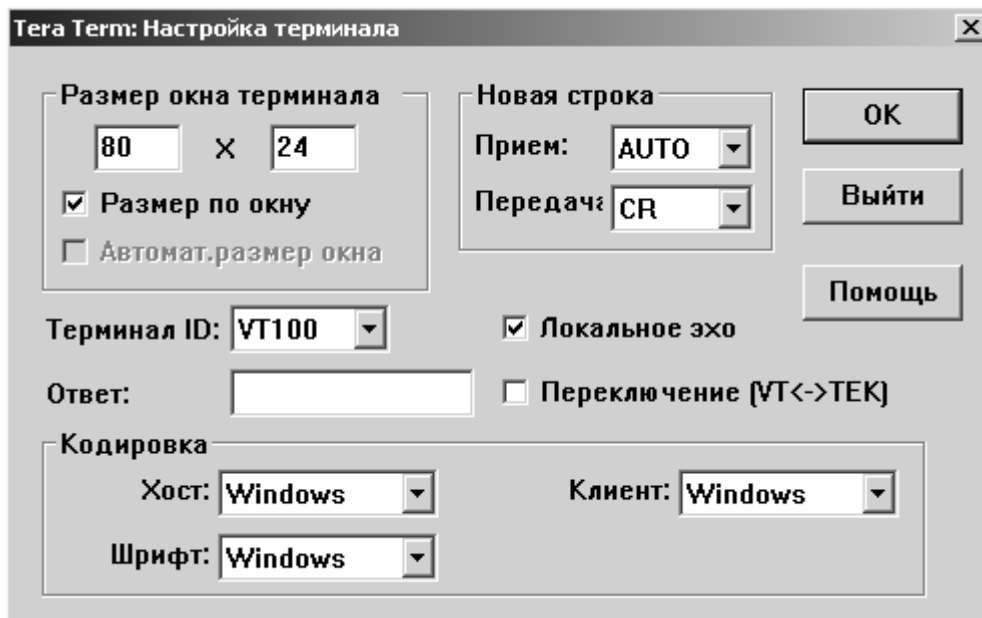 Tera Term: Настройка терминала
Размер окна терминала
80 X 24
Размер по окну
Автомат.размер окна
Новая строка
Прием: AUTO
Передача CR
OK
Выйти
Помощь
Терминал ID: VT100
Локальное эхо
Ответ:
Переключение (VT<->TEK)
Кодировка
Хост: Windows
Клиент: Windows
Шрифт: Windows